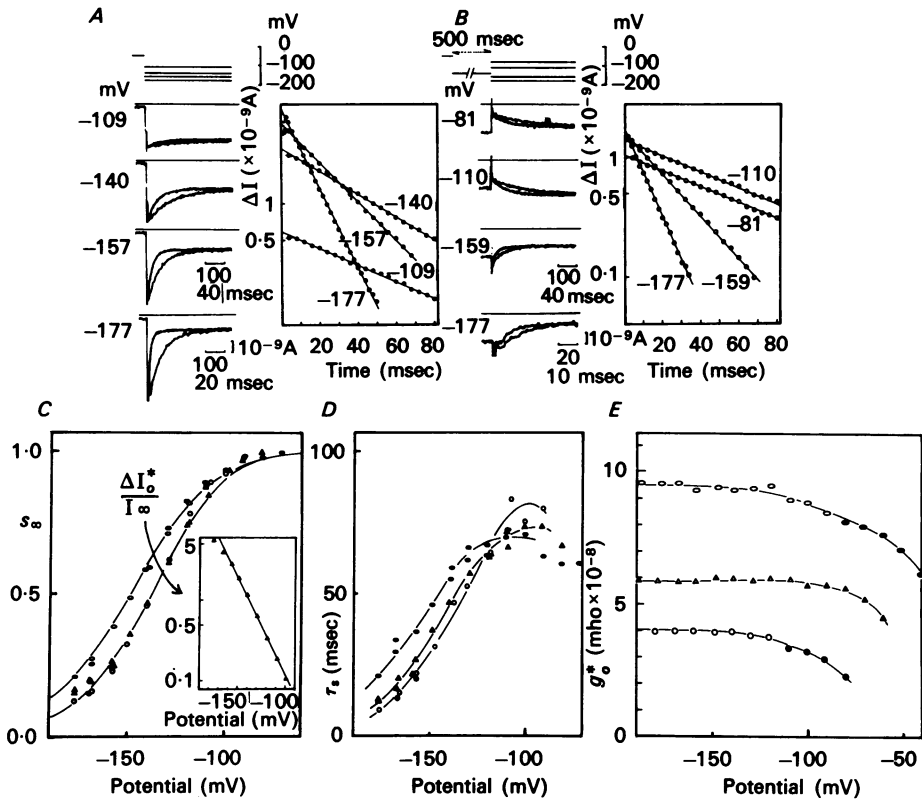 A
mV
0
−100
−200
mV
−109
−140
−157
−177
100
40 msec
100
20 msec
10⁻⁹A
ΔI (×10⁻⁹A)
1
0·5
−140
−157
−109
−177
20 40 60 80
Time (msec)
B
500 msec
mV
0
−100
−200
mV
−81
−110
−159
−177
100
40 msec
20
10 msec
10⁻⁹A
ΔI (×10⁻⁹A)
1
0·5
0·1
−110
−81
−177
−159
20 40 60 80
Time (msec)
C
s∞
1·0
0·5
0·0
ΔI*o
I∞
5
0·5
0·1
−150 −100
Potential (mV)
−150 −100
Potential (mV)
D
τs (msec)
100
50
0
−150 −100
Potential (mV)
E
g*o (mho×10⁻⁸)
10
5
0
−150 −100 −50
Potential (mV)